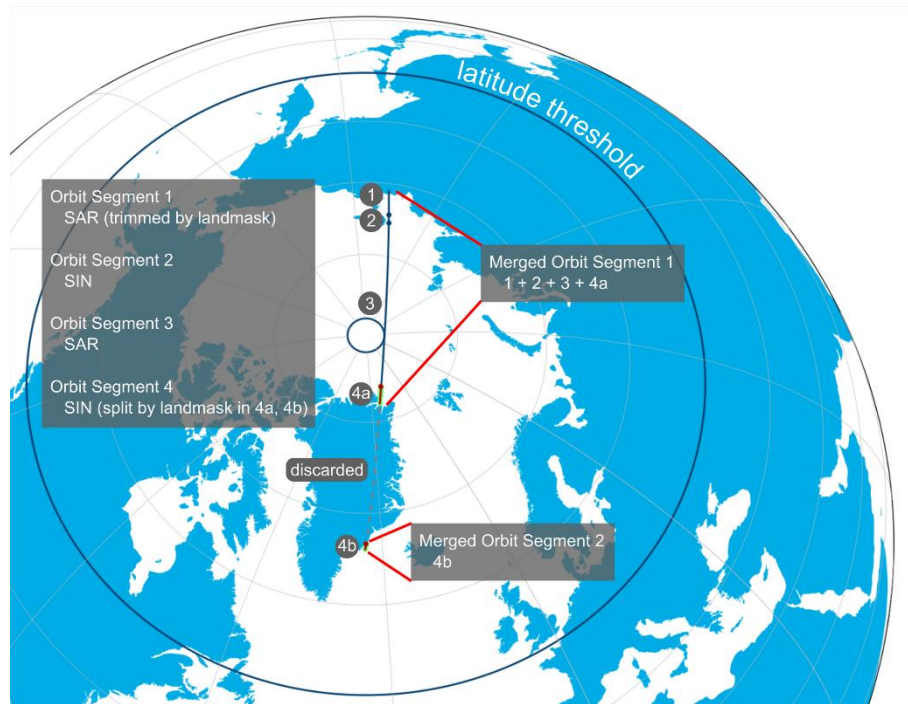 latitude threshold
Orbit Segment 1
SAR (trimmed by landmask)
Orbit Segment 2
SIN
Orbit Segment 3
SAR
Orbit Segment 4
SIN (split by landmask in 4a, 4b)
1
2
3
4a
Merged Orbit Segment 1
1 + 2 + 3 + 4a
discarded
4b
Merged Orbit Segment 2
4b